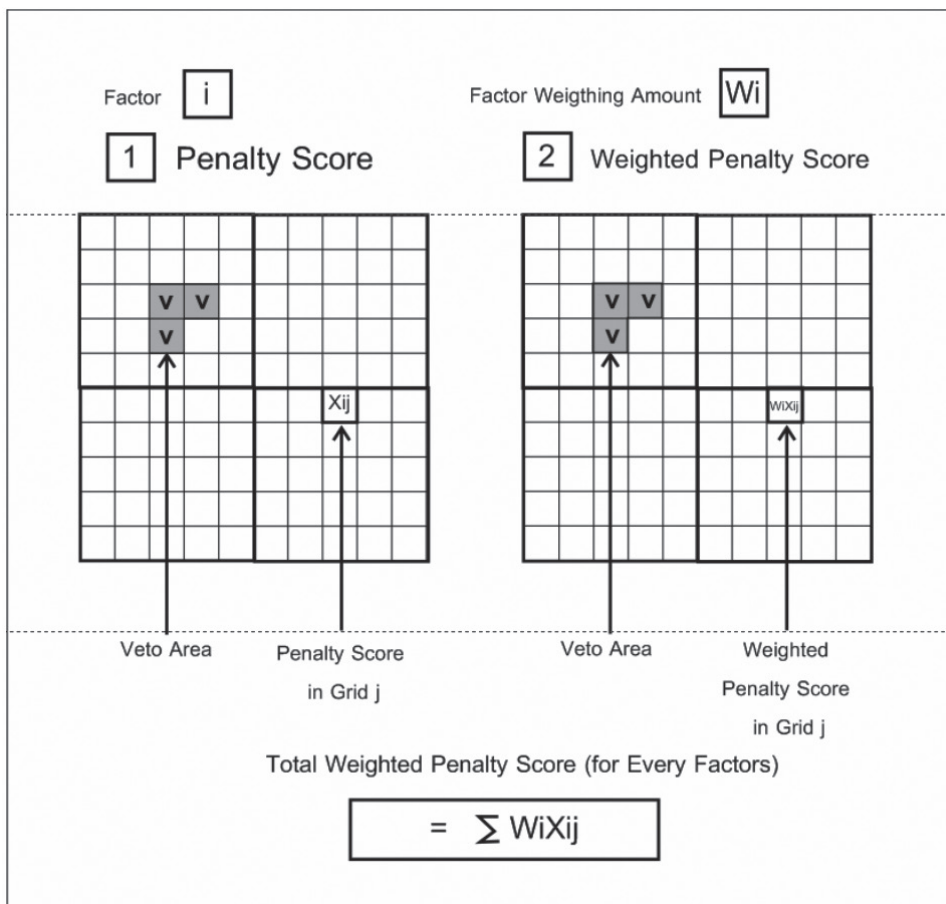 Factor i
Factor Weigthing Amount Wi
1 Penalty Score
2 Weighted Penalty Score
v v
v
Xij
v v
v
WiXij
Veto Area
Penalty Score
in Grid j
Veto Area
Weighted
Penalty Score
in Grid j
Total Weighted Penalty Score (for Every Factors)
= ∑ WiXij